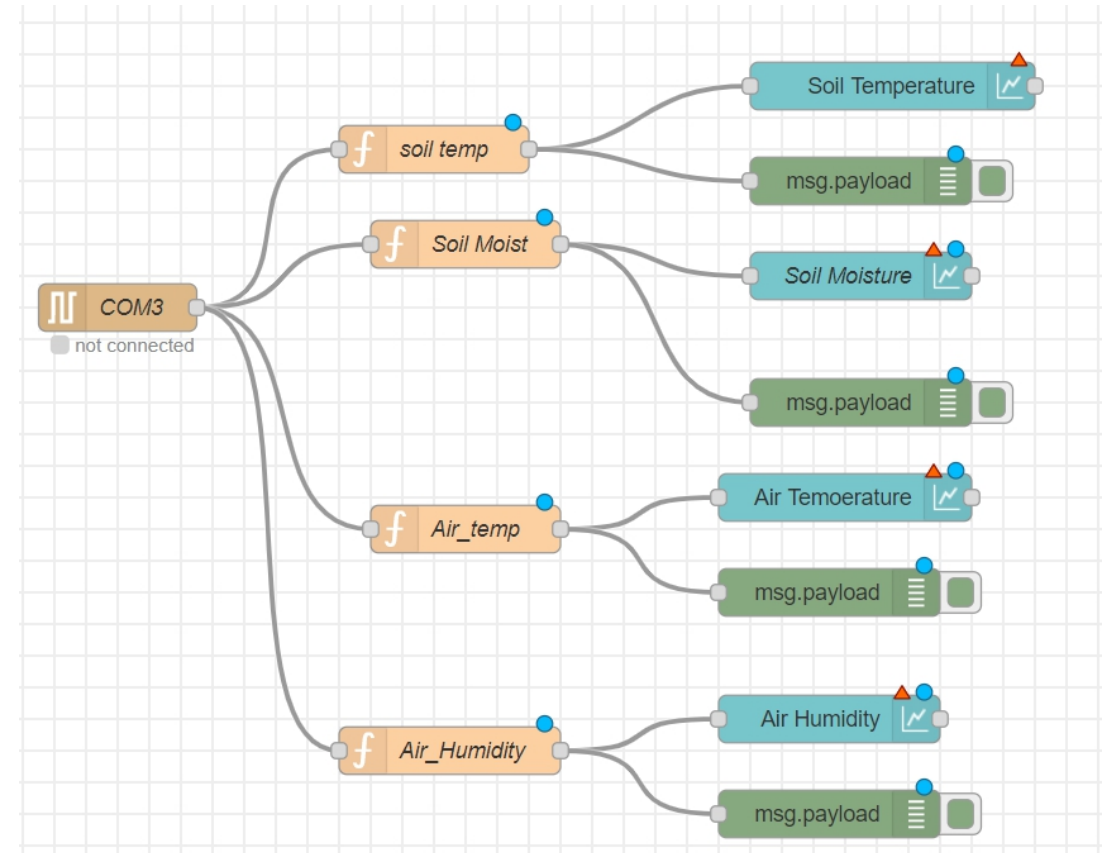 Soil Temperature
soil temp
msg.payload
Soil Moist
Soil Moisture
COM3
not connected
msg.payload
Air Temoerature
Air_temp
msg.payload
Air Humidity
Air_Humidity
msg.payload